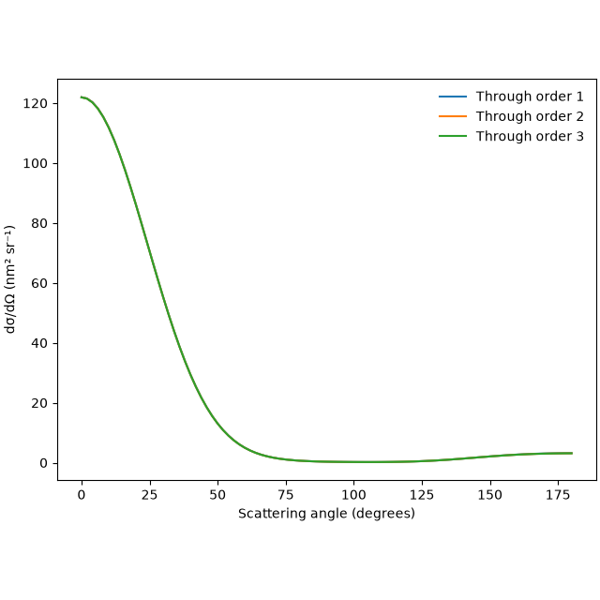 dσ/dΩ (nm² sr⁻¹)
120
100
80
60
40
20
0
Through order 1
Through order 2
Through order 3
0 25 50 75 100 125 150 175
Scattering angle (degrees)